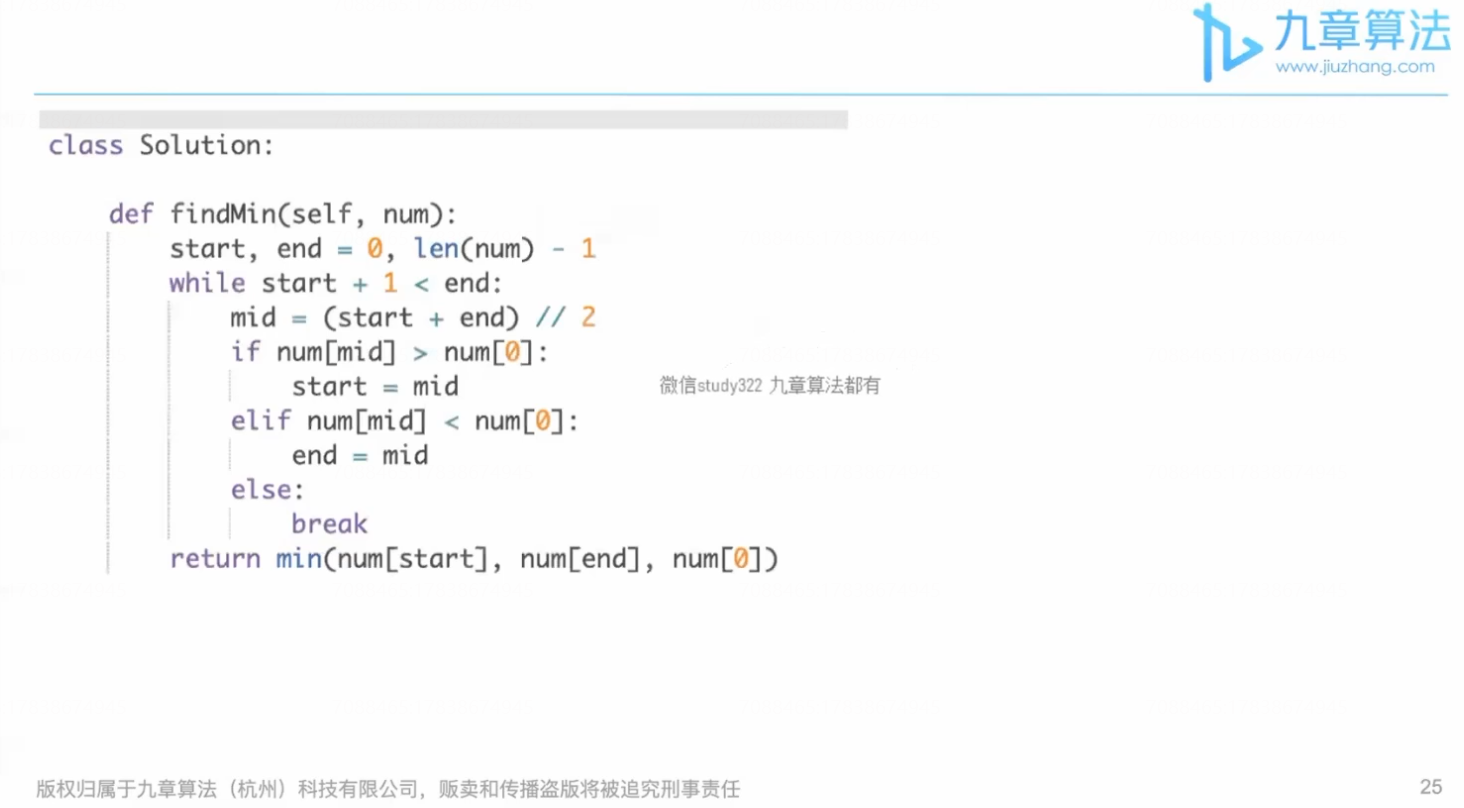 九章算法
www.jiuzhang.com
class Solution:
    def findMin(self, num):
        start, end = 0, len(num) - 1
        while start + 1 < end:
            mid = (start + end) // 2
            if num[mid] > num[0]:
                start = mid
            elif num[mid] < num[0]:
                end = mid
            else:
                break
        return min(num[start], num[end], num[0])
微信study322 九章算法都有
版权归属于九章算法（杭州）科技有限公司，贩卖和传播盗版将被追究刑事责任
25